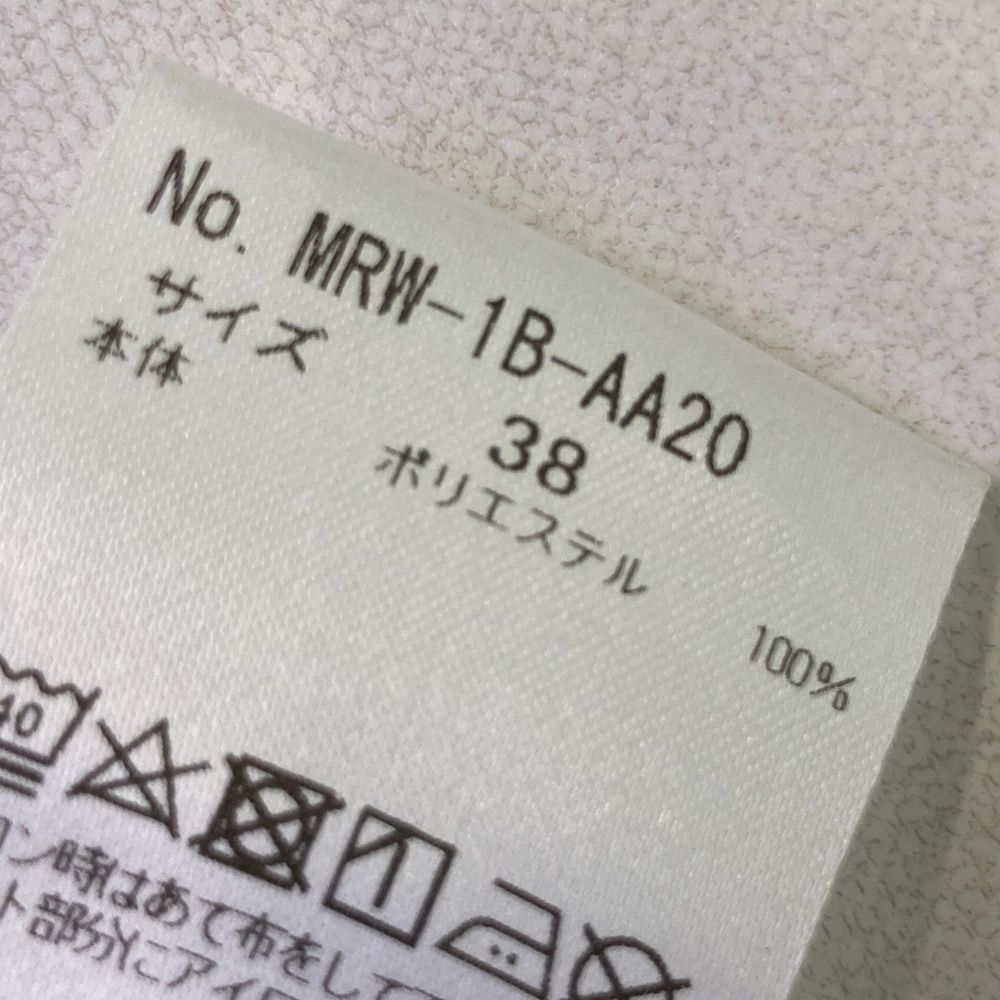 No. MRW-1B-AA20
サイズ 38
本体 ポリエステル 100%
40
ン時はあて布をして
ト部分にアイロ